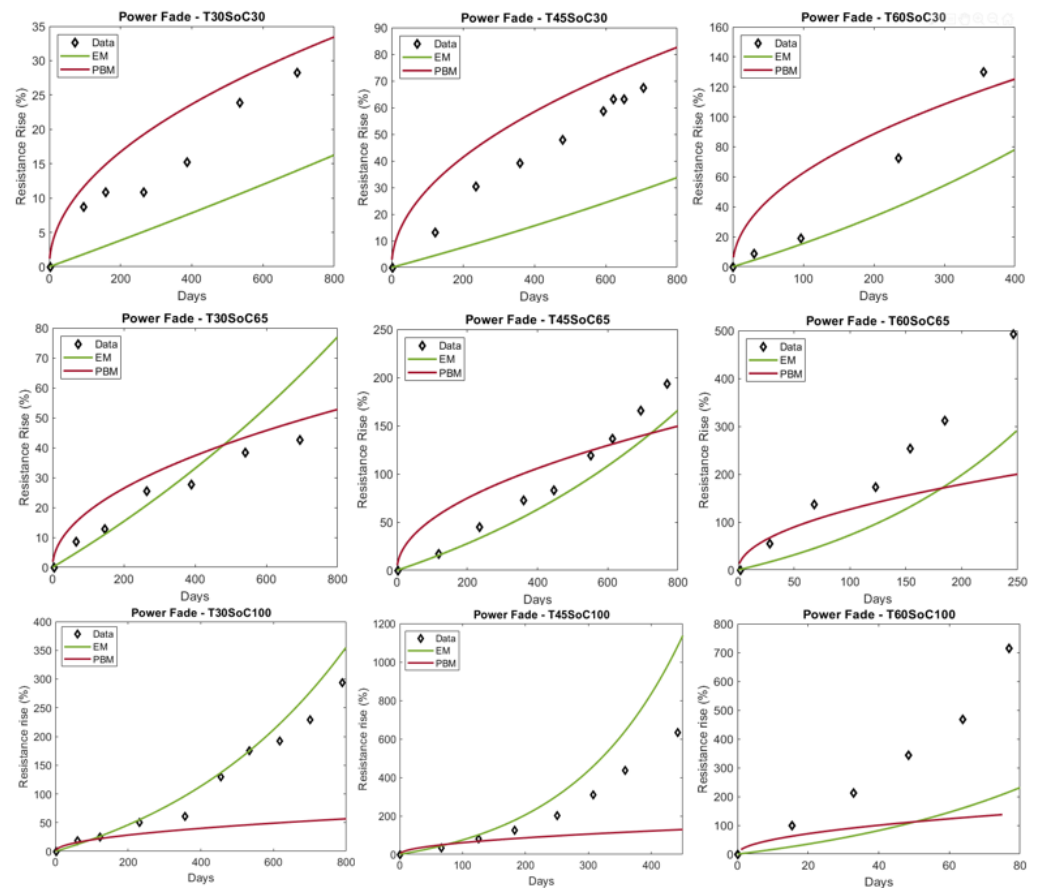 Power Fade - T30SoC30
Data
EM
PBM
Resistance Rise (%)
35
30
25
20
15
10
5
0
0 200 400 600 800
Days
Power Fade - T45SoC30
Data
EM
PBM
Resistance Rise (%)
90
80
70
60
50
40
30
20
10
0
0 200 400 600 800
Days
Power Fade - T60SoC30
Data
EM
PBM
Resistance Rise (%)
160
140
120
100
80
60
40
20
0
0 100 200 300 400
Days
Power Fade - T30SoC65
Data
EM
PBM
Resistance Rise (%)
80
70
60
50
40
30
20
10
0
0 200 400 600 800
Days
Power Fade - T45SoC65
Data
EM
PBM
Resistance Rise (%)
250
200
150
100
50
0
0 200 400 600 800
Days
Power Fade - T60SoC65
Data
EM
PBM
Resistance Rise (%)
500
400
300
200
100
0
0 50 100 150 200 250
Days
Power Fade - T30SoC100
Data
EM
PBM
Resistance rise (%)
400
350
300
250
200
150
100
50
0
0 200 400 600 800
Days
Power Fade - T45SoC100
Data
EM
PBM
Resistance rise (%)
1200
1000
800
600
400
200
0
0 100 200 300 400
Days
Power Fade - T60SoC100
Data
EM
PBM
Resistance rise (%)
800
700
600
500
400
300
200
100
0
0 20 40 60 80
Days